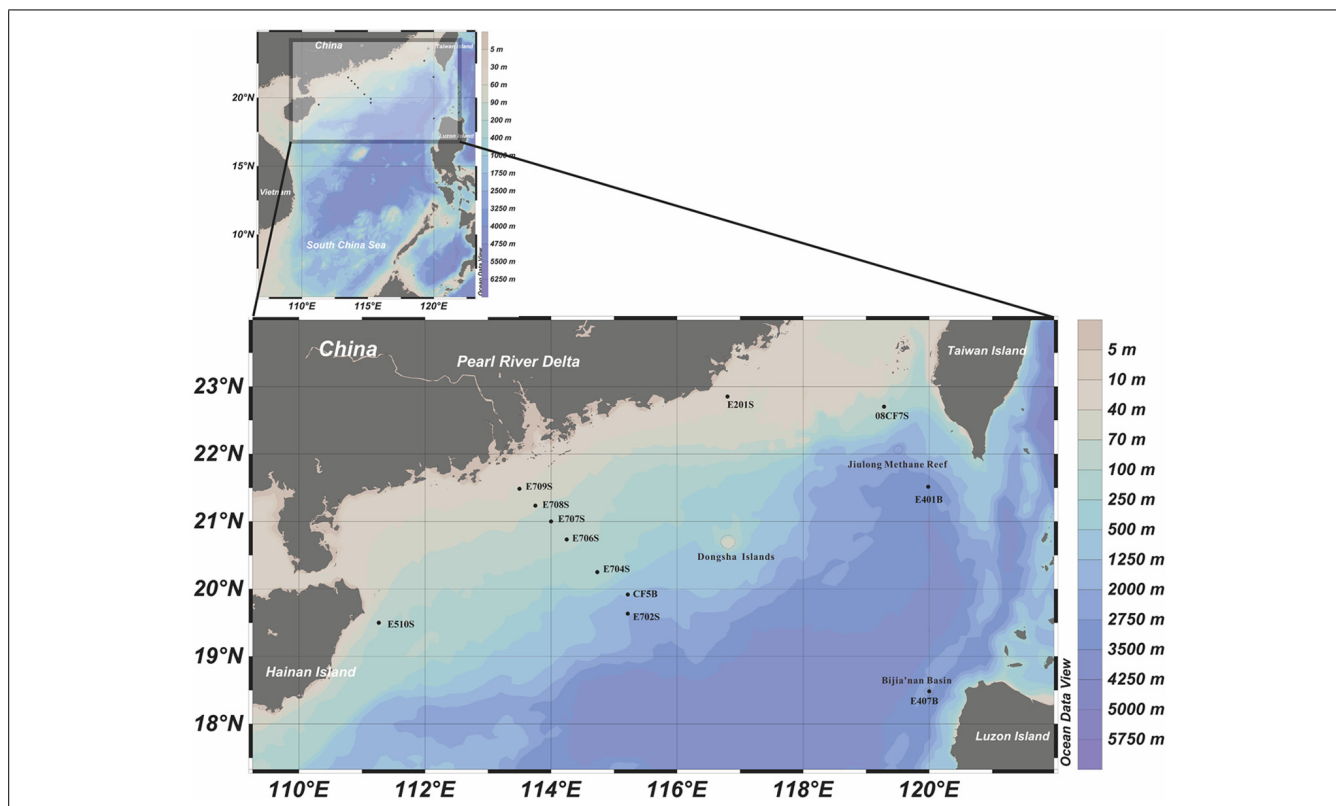 China
Taiwan Island
20°N
15°N
10°N
Luzon Island
Vietnam
South China Sea
110°E
115°E
120°E
5 m
30 m
60 m
90 m
200 m
400 m
1000 m
1750 m
2500 m
3250 m
4000 m
4750 m
5500 m
6250 m
Ocean Data View
China
Pearl River Delta
Taiwan Island
23°N
22°N
21°N
20°N
19°N
18°N
E201S
08CF7S
Jiulong Methane Reef
E401B
E709S
E708S
E707S
E706S
Dongsha Islands
E704S
CF5B
E702S
E510S
Hainan Island
Bijia'nan Basin
E407B
Luzon Island
110°E
112°E
114°E
116°E
118°E
120°E
5 m
10 m
40 m
70 m
100 m
250 m
500 m
1250 m
2000 m
2750 m
3500 m
4250 m
5000 m
5750 m
Ocean Data View